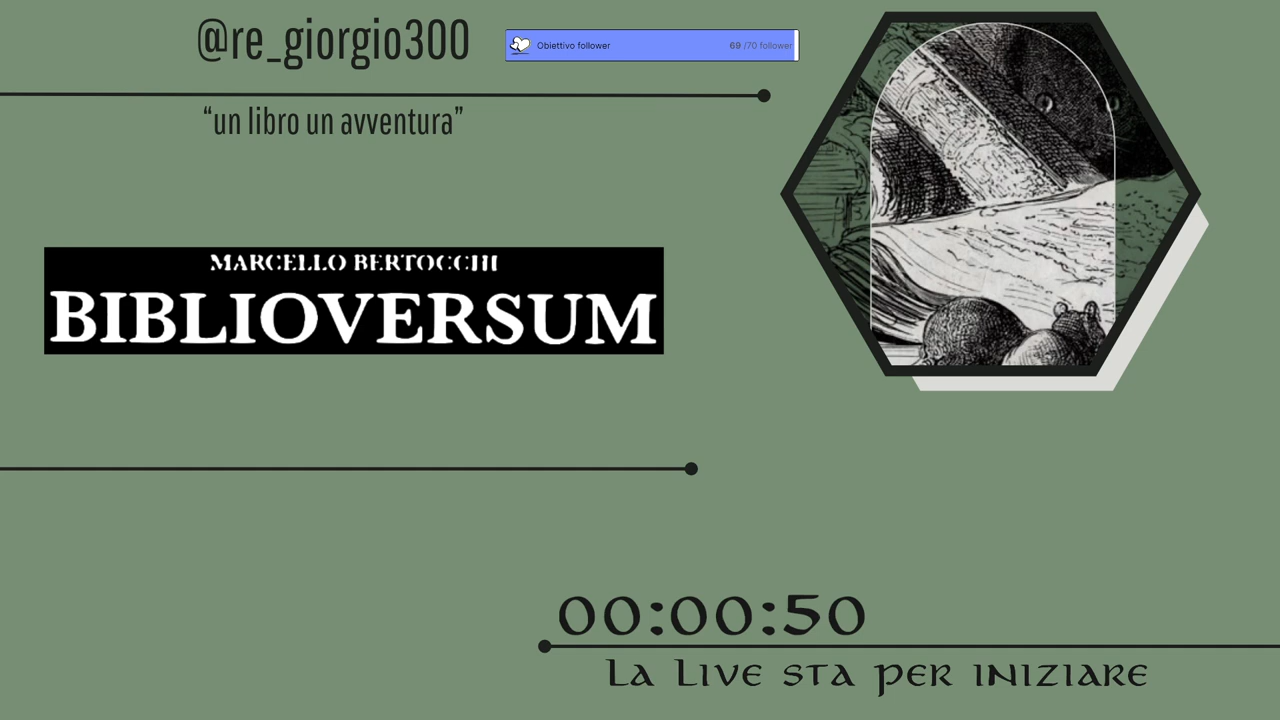 @re_giorgio300
Obiettivo follower
69 /70 follower
“un libro un avventura”
MARCELLO BERTOCCHI
BIBLIOVERSUM
00:00:50
La Live sta per iniziare